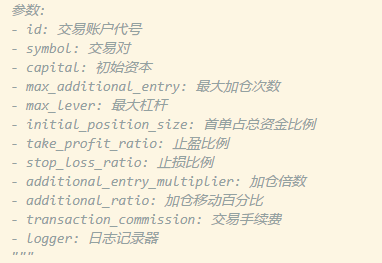 参数:
- id: 交易账户代号
- symbol: 交易对
- capital: 初始资本
- max_additional_entry: 最大加仓次数
- max_lever: 最大杠杆
- initial_position_size: 首单占总资金比例
- take_profit_ratio: 止盈比例
- stop_loss_ratio: 止损比例
- additional_entry_multiplier: 加仓倍数
- additional_ratio: 加仓移动百分比
- transaction_commission: 交易手续费
- logger: 日志记录器
"""